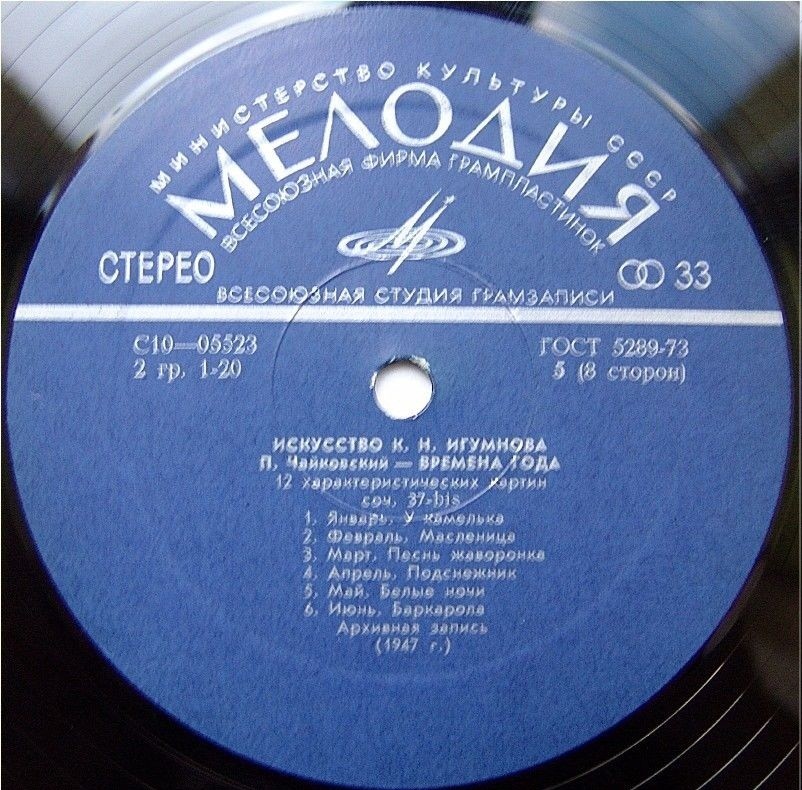 МИНИСТЕРСТВО КУЛЬТУРЫ СССР
МЕЛОДИЯ
ВСЕСОЮЗНАЯ ФИРМА ГРАМПЛАСТИНОК
СТЕРЕО
33
ВСЕСОЮЗНАЯ СТУДИЯ ГРАМЗАПИСИ
С10—05523
ГОСТ 5289-73
2 гр. 1-20
5 (8 сторон)
ИСКУССТВО К. Н. ИГУМНОВА
П. Чайковский — ВРЕМЕНА ГОДА
12 характеристических картин
соч. 37-bis
1. Январь. У камелька
2. Февраль. Масленица
3. Март. Песнь жаворонка
4. Апрель. Подснежник
5. Май. Белые ночи
6. Июнь. Баркарола
Архивная запись
(1947 г.)